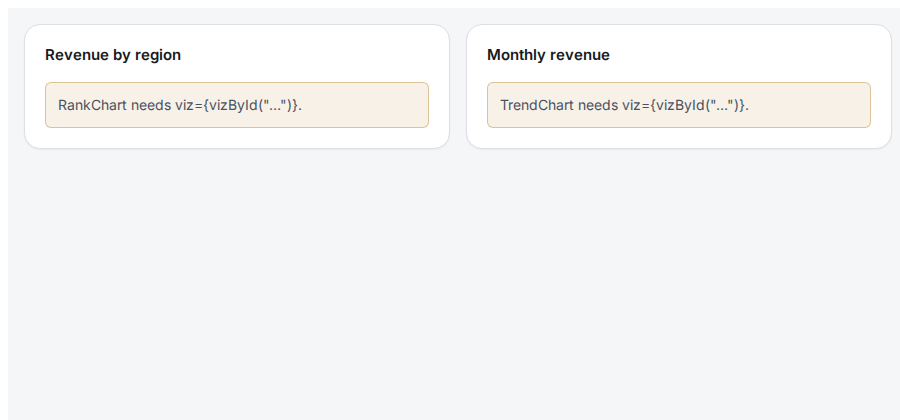 Revenue by region
RankChart needs viz={vizById("...")}.
Monthly revenue
TrendChart needs viz={vizById("...")}.